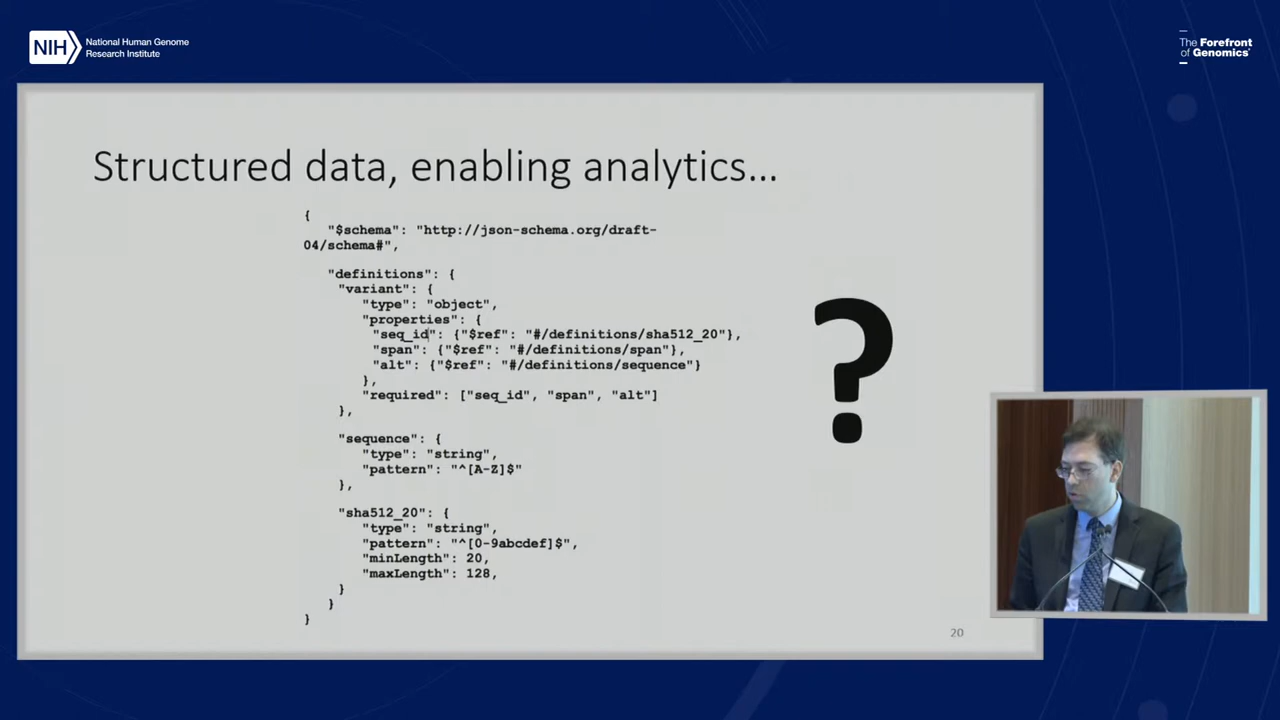 NIH
National Human Genome
Research Institute
The Forefront
of Genomics®
Structured data, enabling analytics…
{
"$schema": "http://json-schema.org/draft-
04/schema#",
"definitions": {
"variant": {
"type": "object",
"properties": {
"seq_id": {"$ref": "#/definitions/sha512_20"},
"span": {"$ref": "#/definitions/span"},
"alt": {"$ref": "#/definitions/sequence"}
},
"required": ["seq_id", "span", "alt"]
},
"sequence": {
"type": "string",
"pattern": "^[A-Z]$"
},
"sha512_20": {
"type": "string",
"pattern": "^[0-9abcdef]$",
"minLength": 20,
"maxLength": 128,
}
}
}
?
20